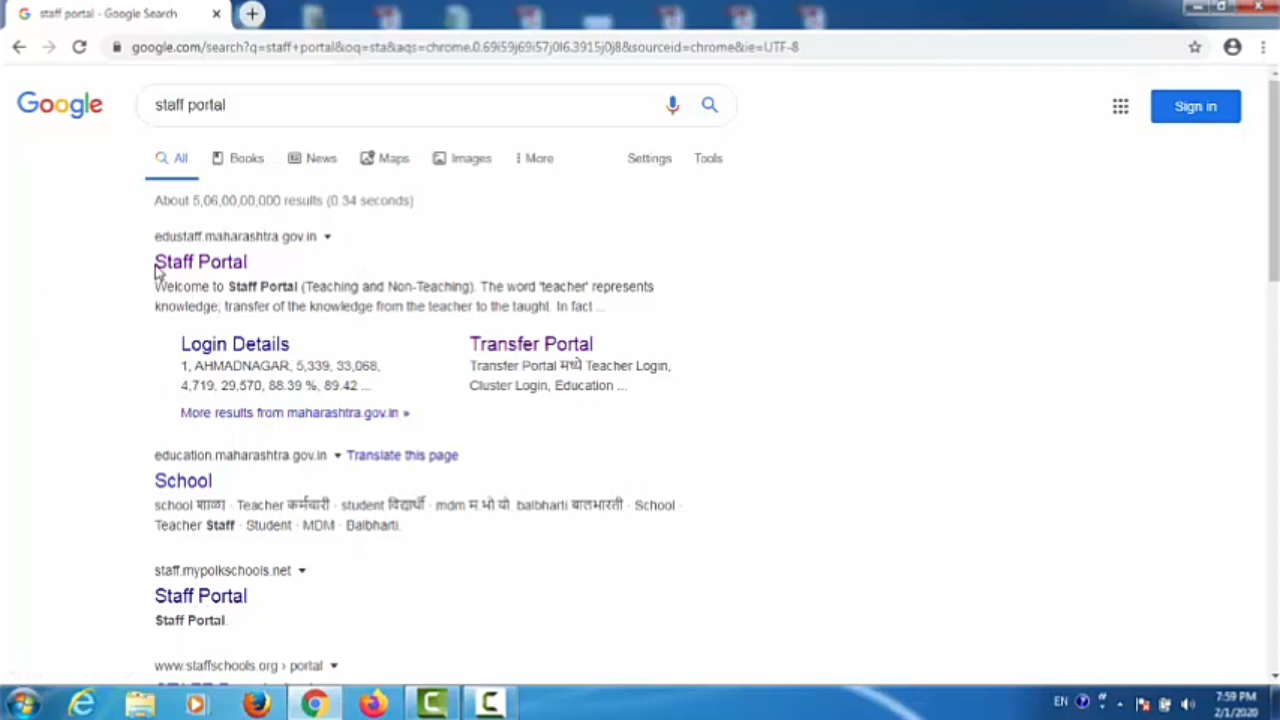 staff portal - Google Search
google.com/search?q=staff+portal&oq=sta&aqs=chrome.0.69i59j69i57j0l6.3915j0j8&sourceid=chrome&ie=UTF-8
Google
staff portal
Sign in
All Books News Maps Images More Settings Tools
About 5,06,00,00,000 results (0.34 seconds)
edustaff.maharashtra.gov.in
Staff Portal
Welcome to Staff Portal (Teaching and Non-Teaching). The word 'teacher' represents
knowledge; transfer of the knowledge from the teacher to the taught. In fact ...
Login Details
1, AHMADNAGAR, 5,339, 33,068,
4,719, 29,570, 88.39 %, 89.42 ...
Transfer Portal
Transfer Portal मध्ये Teacher Login,
Cluster Login, Education ...
More results from maharashtra.gov.in »
education.maharashtra.gov.in Translate this page
School
school शाळा · Teacher कर्मचारी · student विद्यार्थी · mdm म.भो.यो. balbharti बालभारती · School ·
Teacher Staff · Student · MDM · Balbharti.
staff.mypolkschools.net
Staff Portal
Staff Portal.
www.staffschools.org › portal
EN
7:59 PM
2/1/2020